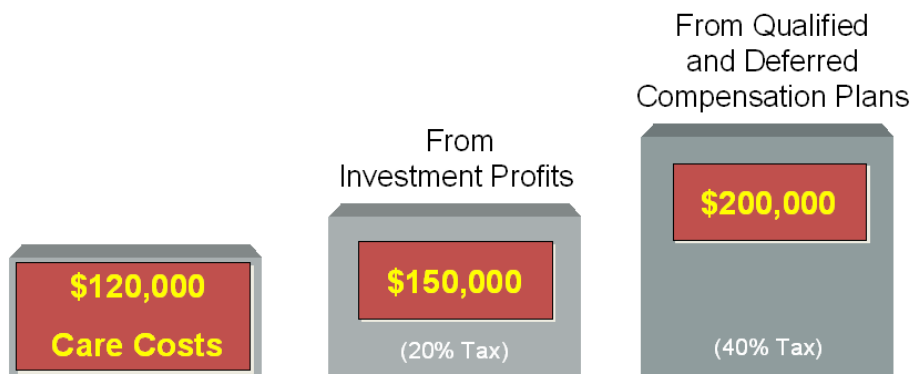 $120,000
Care Costs
From
Investment Profits
$150,000
(20% Tax)
From Qualified
and Deferred
Compensation Plans
$200,000
(40% Tax)